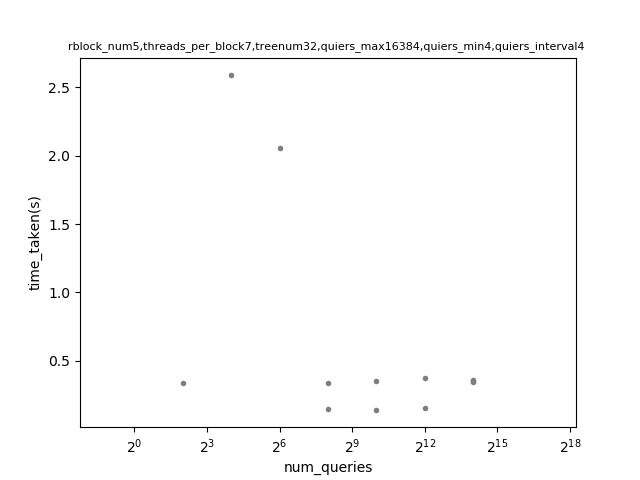 rblock_num5,threads_per_block7,treenum32,quiers_max16384,quiers_min4,quiers_interval4
time_taken(s)
2.5
2.0
1.5
1.0
0.5
2^0 2^3 2^6 2^9 2^12 2^15 2^18
num_queries